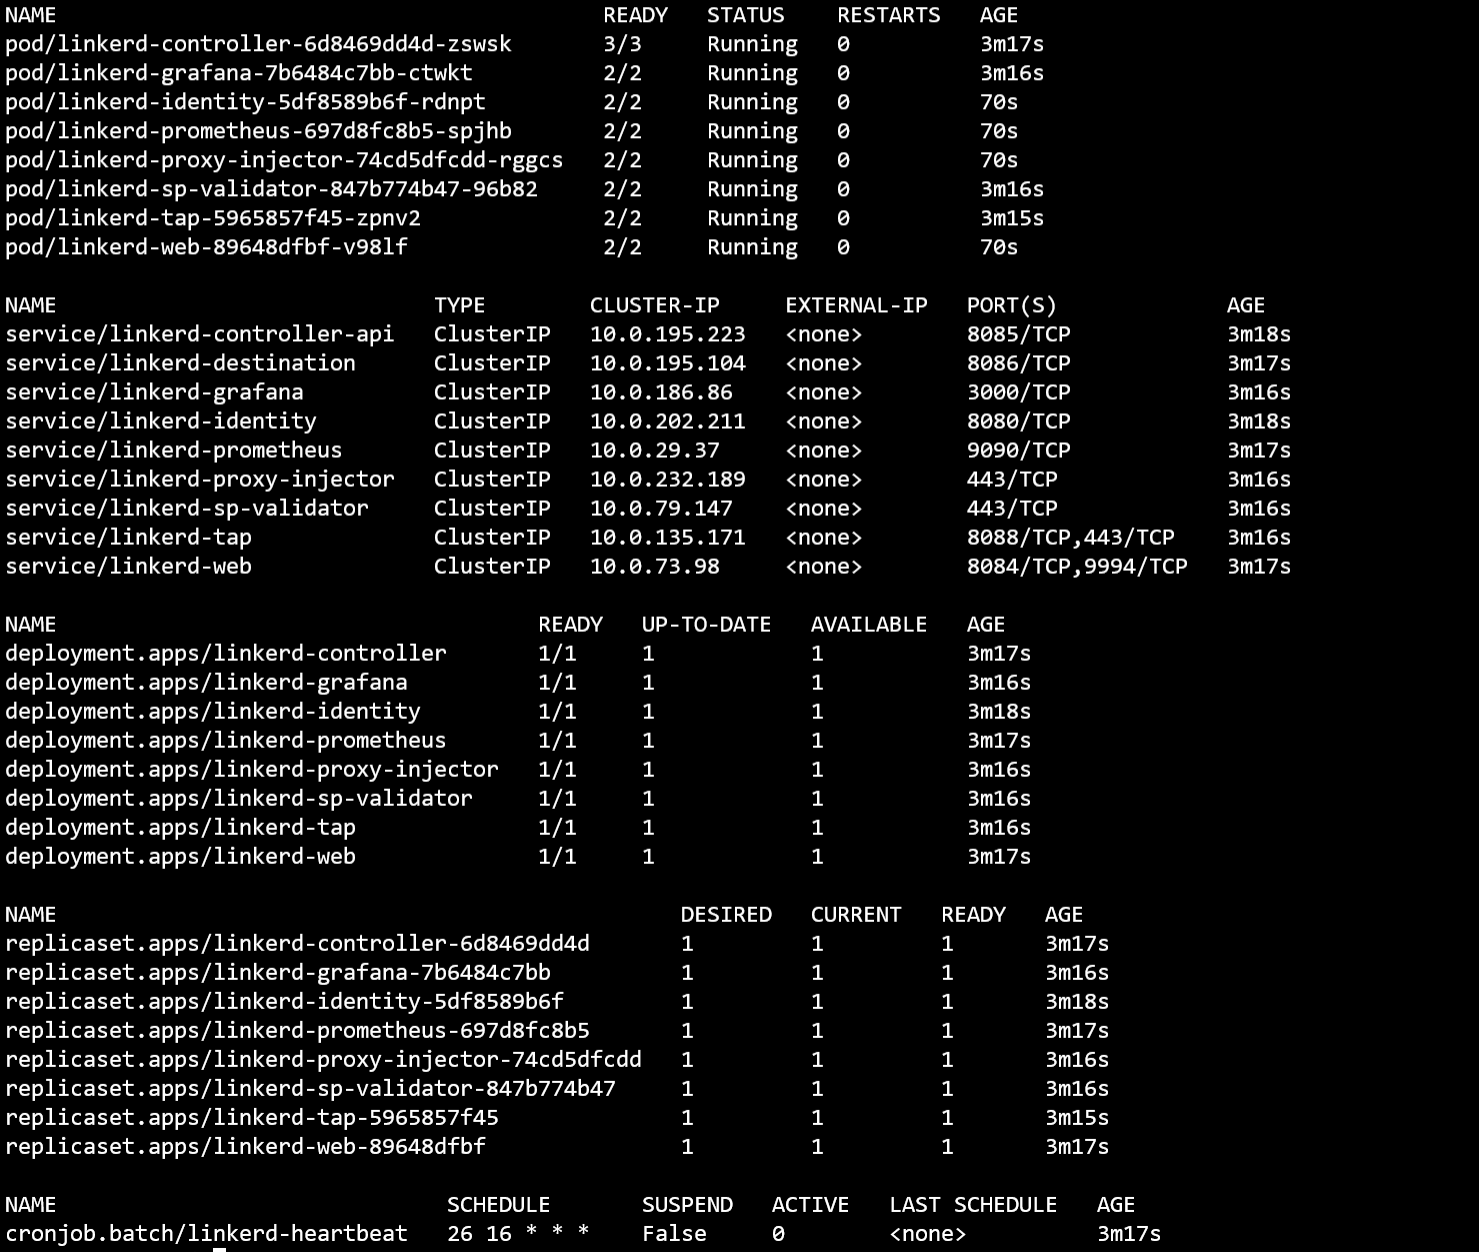 NAME READY STATUS RESTARTS AGE
pod/linkerd-controller-6d8469dd4d-zswsk 3/3 Running 0 3m17s
pod/linkerd-grafana-7b6484c7bb-ctwkt 2/2 Running 0 3m16s
pod/linkerd-identity-5df8589b6f-rdnpt 2/2 Running 0 70s
pod/linkerd-prometheus-697d8fc8b5-spjhb 2/2 Running 0 70s
pod/linkerd-proxy-injector-74cd5dfcdd-rggcs 2/2 Running 0 70s
pod/linkerd-sp-validator-847b774b47-96b82 2/2 Running 0 3m16s
pod/linkerd-tap-5965857f45-zpnv2 2/2 Running 0 3m15s
pod/linkerd-web-89648dfbf-v98lf 2/2 Running 0 70s
NAME TYPE CLUSTER-IP EXTERNAL-IP PORT(S) AGE
service/linkerd-controller-api ClusterIP 10.0.195.223 <none> 8085/TCP 3m18s
service/linkerd-destination ClusterIP 10.0.195.104 <none> 8086/TCP 3m17s
service/linkerd-grafana ClusterIP 10.0.186.86 <none> 3000/TCP 3m16s
service/linkerd-identity ClusterIP 10.0.202.211 <none> 8080/TCP 3m18s
service/linkerd-prometheus ClusterIP 10.0.29.37 <none> 9090/TCP 3m17s
service/linkerd-proxy-injector ClusterIP 10.0.232.189 <none> 443/TCP 3m16s
service/linkerd-sp-validator ClusterIP 10.0.79.147 <none> 443/TCP 3m16s
service/linkerd-tap ClusterIP 10.0.135.171 <none> 8088/TCP,443/TCP 3m16s
service/linkerd-web ClusterIP 10.0.73.98 <none> 8084/TCP,9994/TCP 3m17s
NAME READY UP-TO-DATE AVAILABLE AGE
deployment.apps/linkerd-controller 1/1 1 1 3m17s
deployment.apps/linkerd-grafana 1/1 1 1 3m16s
deployment.apps/linkerd-identity 1/1 1 1 3m18s
deployment.apps/linkerd-prometheus 1/1 1 1 3m17s
deployment.apps/linkerd-proxy-injector 1/1 1 1 3m16s
deployment.apps/linkerd-sp-validator 1/1 1 1 3m16s
deployment.apps/linkerd-tap 1/1 1 1 3m16s
deployment.apps/linkerd-web 1/1 1 1 3m17s
NAME DESIRED CURRENT READY AGE
replicaset.apps/linkerd-controller-6d8469dd4d 1 1 1 3m17s
replicaset.apps/linkerd-grafana-7b6484c7bb 1 1 1 3m16s
replicaset.apps/linkerd-identity-5df8589b6f 1 1 1 3m18s
replicaset.apps/linkerd-prometheus-697d8fc8b5 1 1 1 3m17s
replicaset.apps/linkerd-proxy-injector-74cd5dfcdd 1 1 1 3m16s
replicaset.apps/linkerd-sp-validator-847b774b47 1 1 1 3m16s
replicaset.apps/linkerd-tap-5965857f45 1 1 1 3m15s
replicaset.apps/linkerd-web-89648dfbf 1 1 1 3m17s
NAME SCHEDULE SUSPEND ACTIVE LAST SCHEDULE AGE
cronjob.batch/linkerd-heartbeat 26 16 * * * False 0 <none> 3m17s